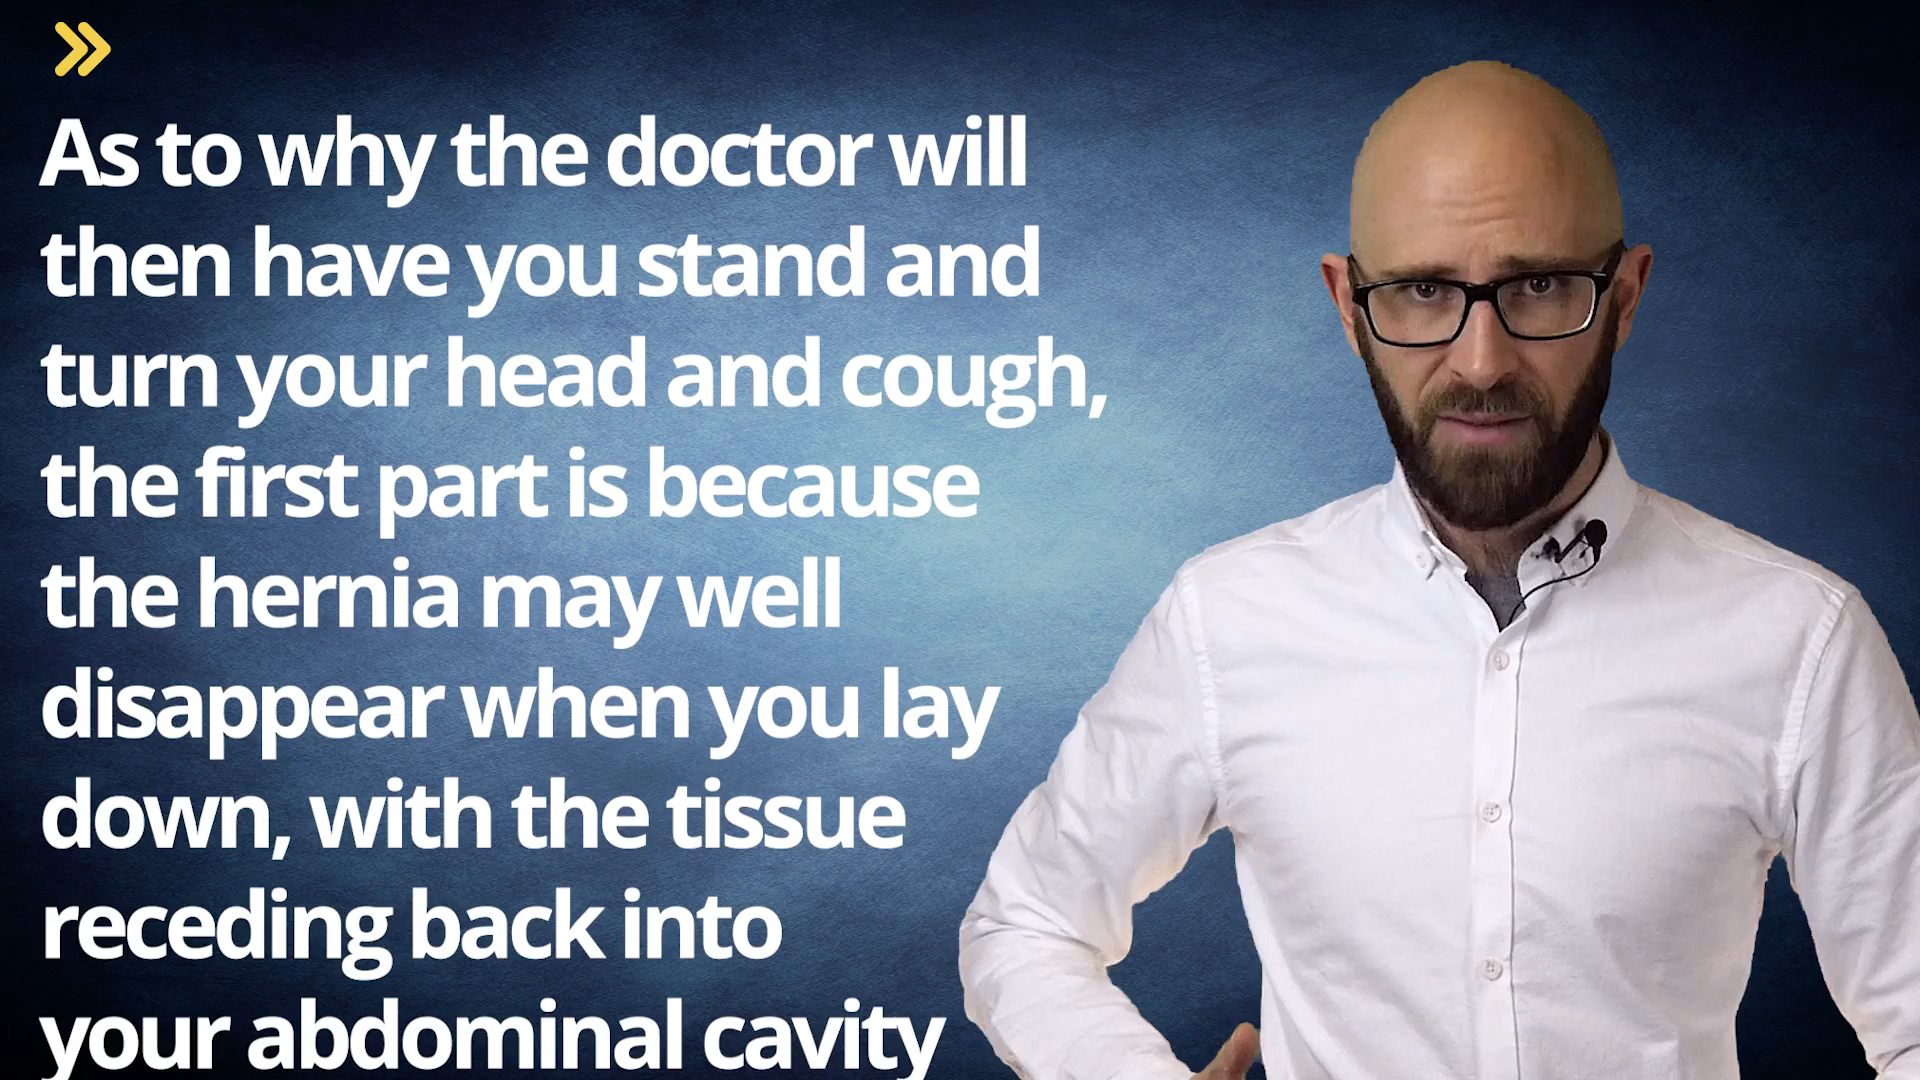 As to why the doctor will
then have you stand and
turn your head and cough,
the first part is because
the hernia may well
disappear when you lay
down, with the tissue
receding back into
your abdominal cavity